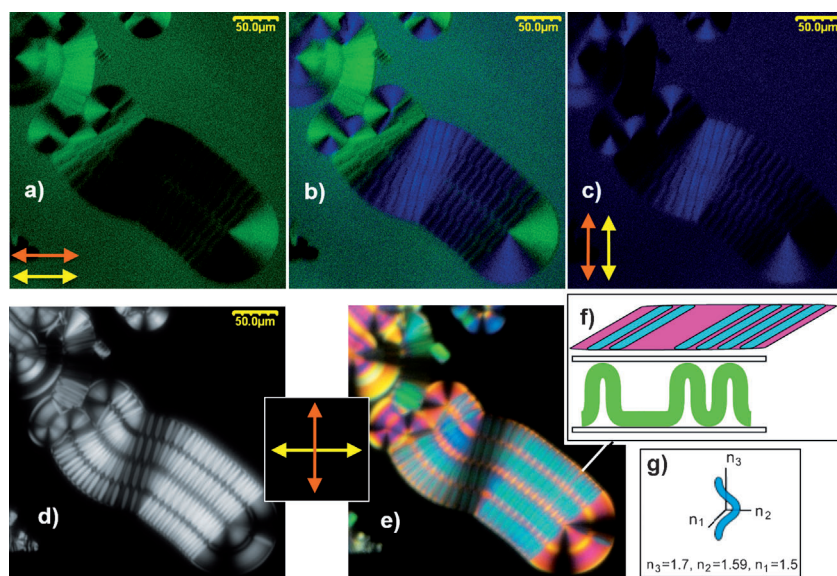 50.0µm
50.0µm
50.0µm
a)
b)
c)
50.0µm
d)
e)
f)
g)
n3
n1
n2
n3=1.7, n2=1.59, n1=1.5